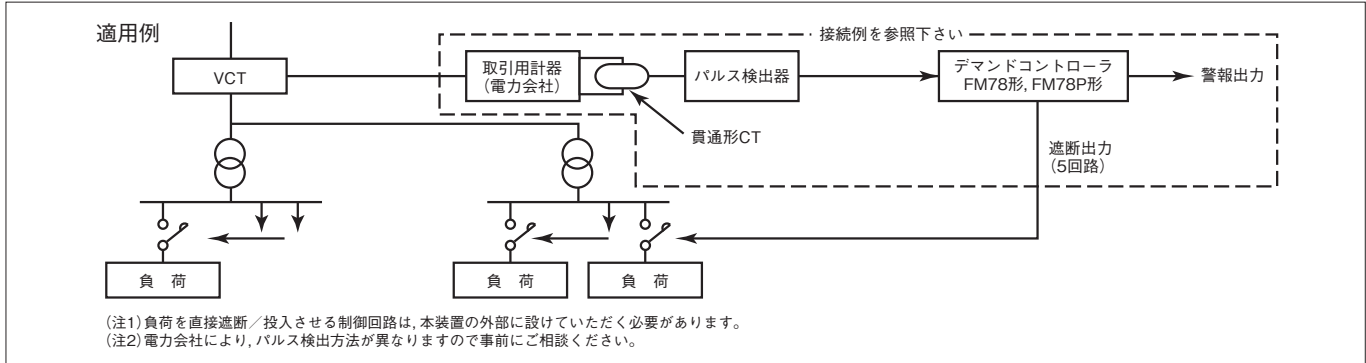 適用例
接続例を参照下さい
VCT
取引用計器
(電力会社)
パルス検出器
デマンドコントローラ
FM78形, FM78P形
警報出力
貫通形CT
遮断出力
(5回路)
負 荷
負 荷
負 荷
(注1)負荷を直接遮断／投入させる制御回路は, 本装置の外部に設けていただく必要があります。
(注2)電力会社により, パルス検出方法が異なりますので事前にご相談ください。